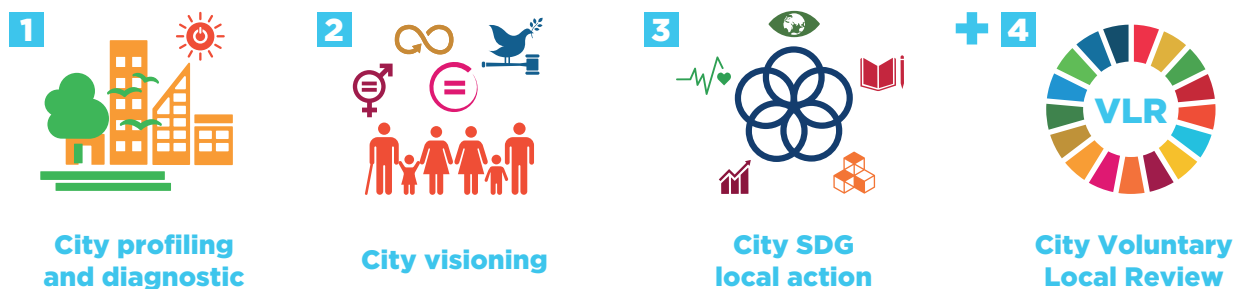 1
2
3
+ 4
VLR
City profiling
and diagnostic
City visioning
City SDG
local action
City Voluntary
Local Review